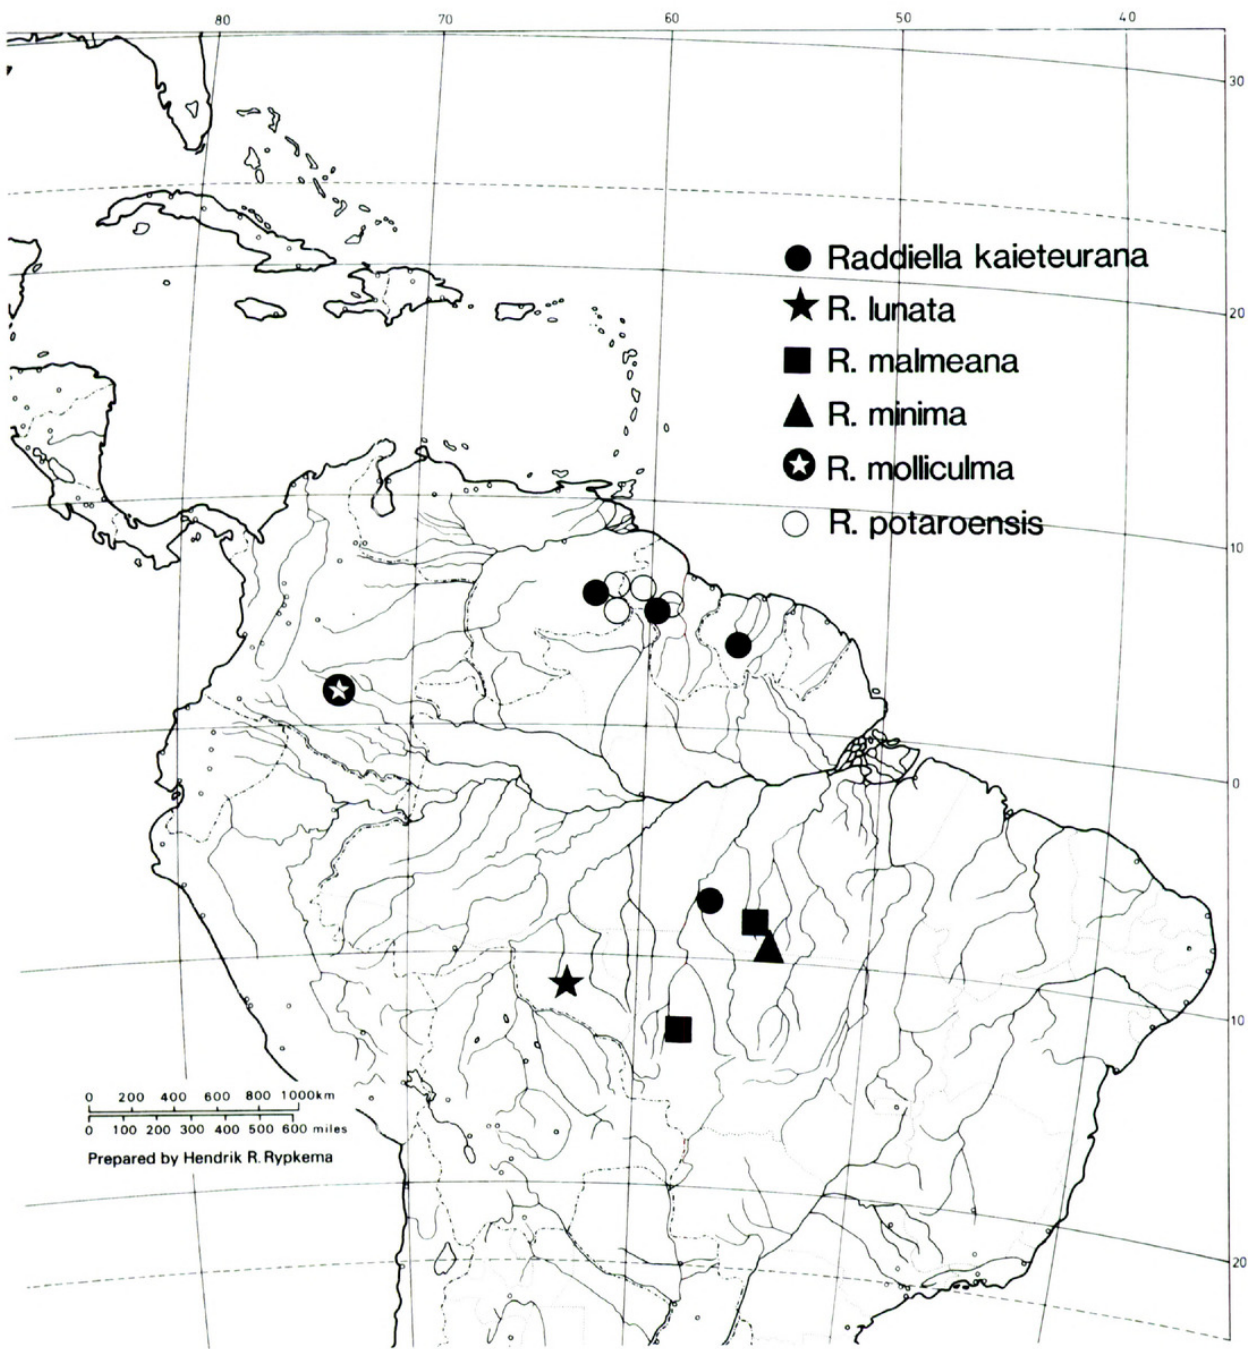 80 70 60 50 40
30
Raddiella kaieteurana
R. lunata
20
R. malmeana
R. minima
R. molliculma
R. potaroensis
10
0
10
0 200 400 600 800 1000km
0 100 200 300 400 500 600 miles
Prepared by Hendrik R. Rypkema
20